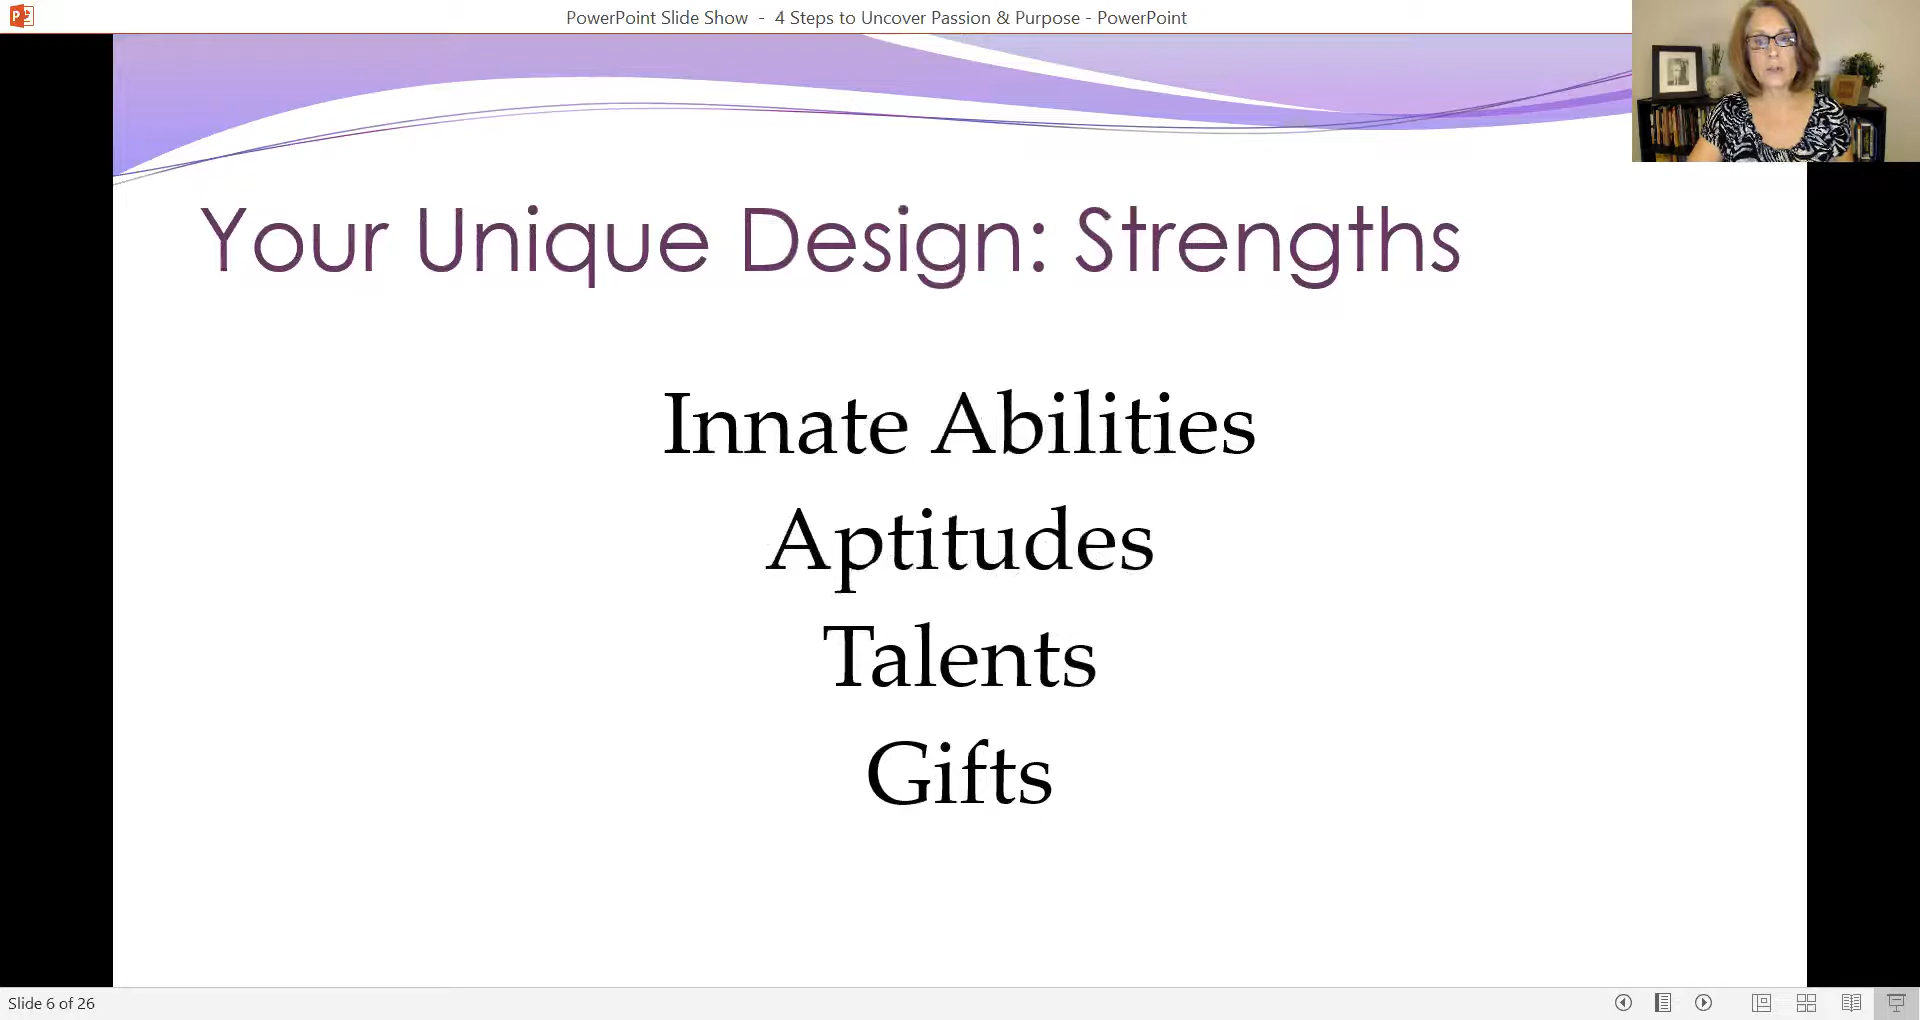 PowerPoint Slide Show - 4 Steps to Uncover Passion & Purpose - PowerPoint
Your Unique Design: Strengths
Innate Abilities
Aptitudes
Talents
Gifts
Slide 6 of 26